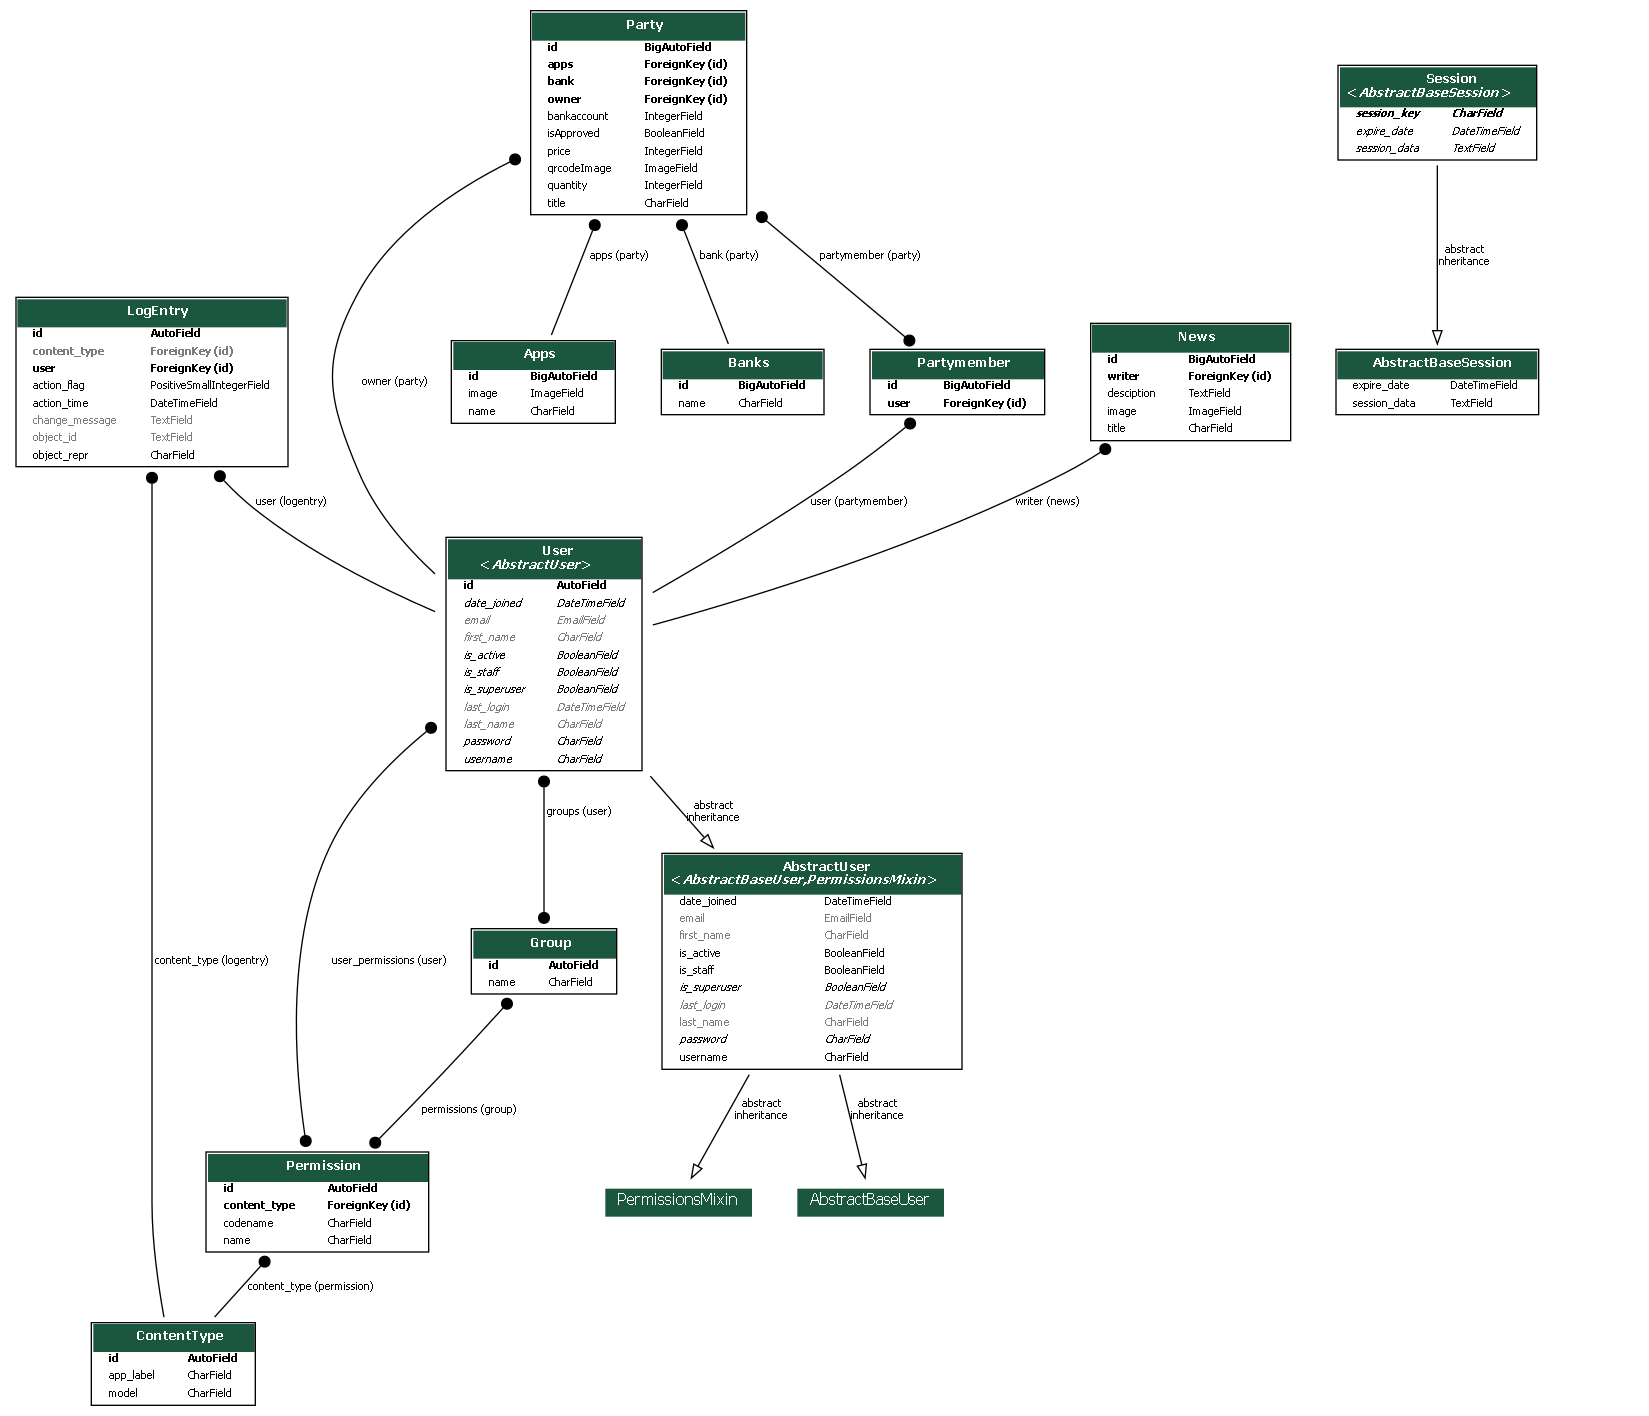 Party
id BigAutoField
apps ForeignKey (id)
bank ForeignKey (id)
owner ForeignKey (id)
bankaccount IntegerField
isApproved BooleanField
price IntegerField
qrcodeImage ImageField
quantity IntegerField
title CharField
Session
<AbstractBaseSession>
session_key CharField
expire_date DateTimeField
session_data TextField
apps (party)
bank (party)
partymember (party)
abstract
inheritance
owner (party)
LogEntry
id AutoField
content_type ForeignKey (id)
user ForeignKey (id)
action_flag PositiveSmallIntegerField
action_time DateTimeField
change_message TextField
object_id TextField
object_repr CharField
Apps
id BigAutoField
image ImageField
name CharField
Banks
id BigAutoField
name CharField
Partymember
id BigAutoField
user ForeignKey (id)
News
id BigAutoField
writer ForeignKey (id)
desciption TextField
image ImageField
title CharField
AbstractBaseSession
expire_date DateTimeField
session_data TextField
user (logentry)
user (partymember)
writer (news)
User
<AbstractUser>
id AutoField
date_joined DateTimeField
email EmailField
first_name CharField
is_active BooleanField
is_staff BooleanField
is_superuser BooleanField
last_login DateTimeField
last_name CharField
password CharField
username CharField
groups (user)
abstract
inheritance
AbstractUser
<AbstractBaseUser,PermissionsMixin>
date_joined DateTimeField
email EmailField
first_name CharField
is_active BooleanField
is_staff BooleanField
is_superuser BooleanField
last_login DateTimeField
last_name CharField
password CharField
username CharField
content_type (logentry)
user_permissions (user)
Group
id AutoField
name CharField
permissions (group)
abstract
inheritance
abstract
inheritance
Permission
id AutoField
content_type ForeignKey (id)
codename CharField
name CharField
PermissionsMixin
AbstractBaseUser
content_type (permission)
ContentType
id AutoField
app_label CharField
model CharField